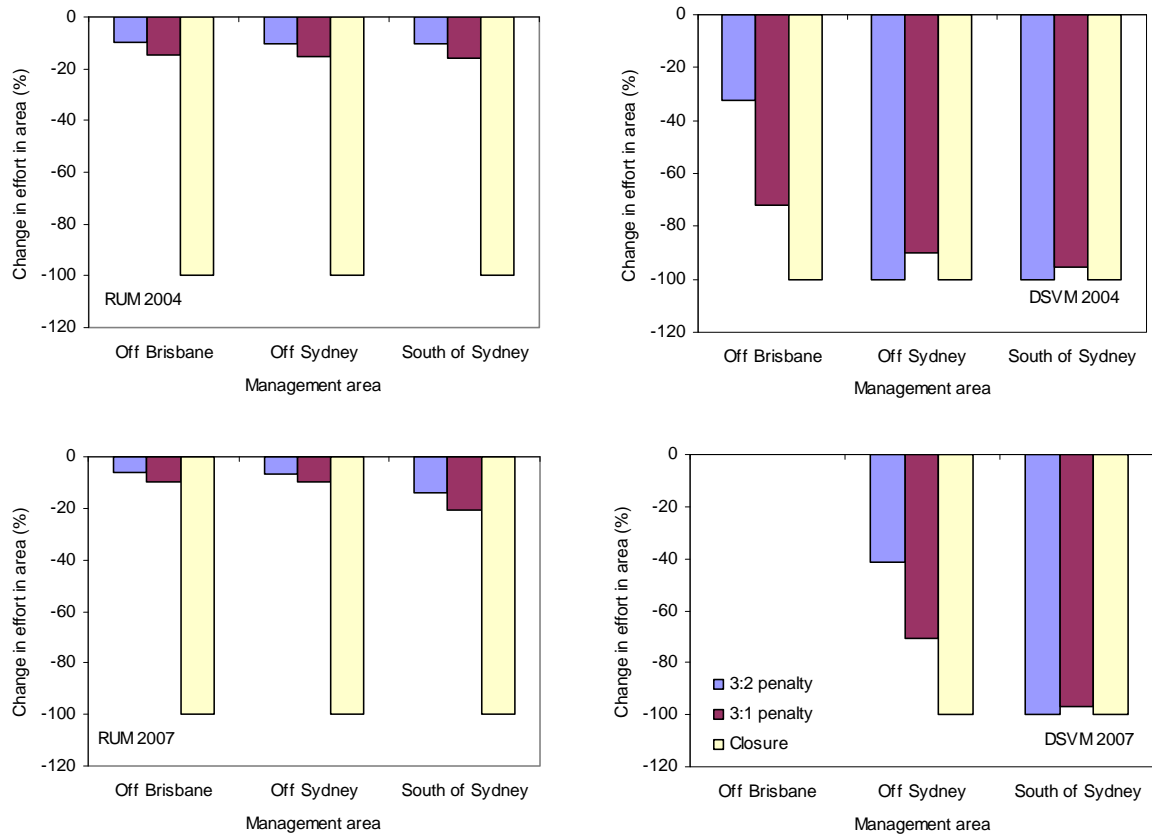 0
-20
-40
-60
-80
-100
-120
Change in effort in area (%)
RUM 2004
Off Brisbane Off Sydney South of Sydney
Management area
0
-20
-40
-60
-80
-100
-120
Change in effort in area (%)
DSVM 2004
Off Brisbane Off Sydney South of Sydney
Management area
0
-20
-40
-60
-80
-100
-120
Change in effort in area (%)
RUM 2007
Off Brisbane Off Sydney South of Sydney
Management area
0
-20
-40
-60
-80
-100
-120
Change in effort in area (%)
3:2 penalty
3:1 penalty
Closure
DSVM 2007
Off Brisbane Off Sydney South of Sydney
Management area